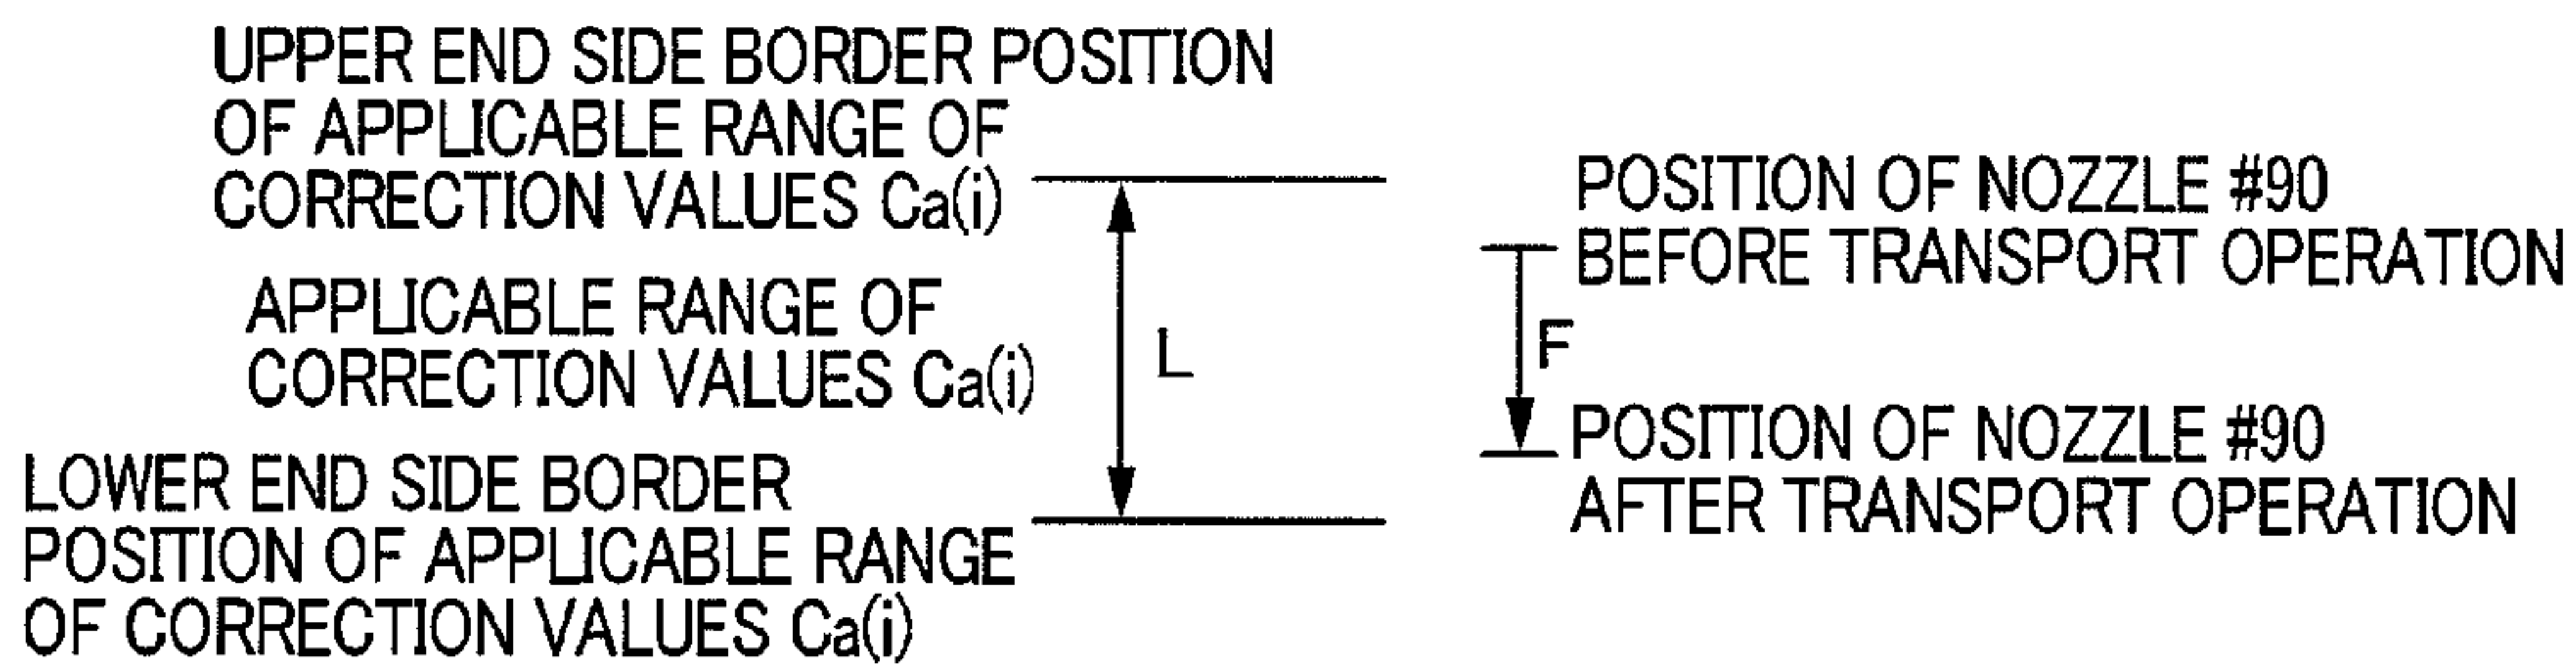 UPPER END SIDE BORDER POSITION
OF APPLICABLE RANGE OF
CORRECTION VALUES Ca(i)
APPLICABLE RANGE OF
CORRECTION VALUES Ca(i)
LOWER END SIDE BORDER
POSITION OF APPLICABLE RANGE
OF CORRECTION VALUES Ca(i)
L
POSITION OF NOZZLE #90
BEFORE TRANSPORT OPERATION
F
POSITION OF NOZZLE #90
AFTER TRANSPORT OPERATION